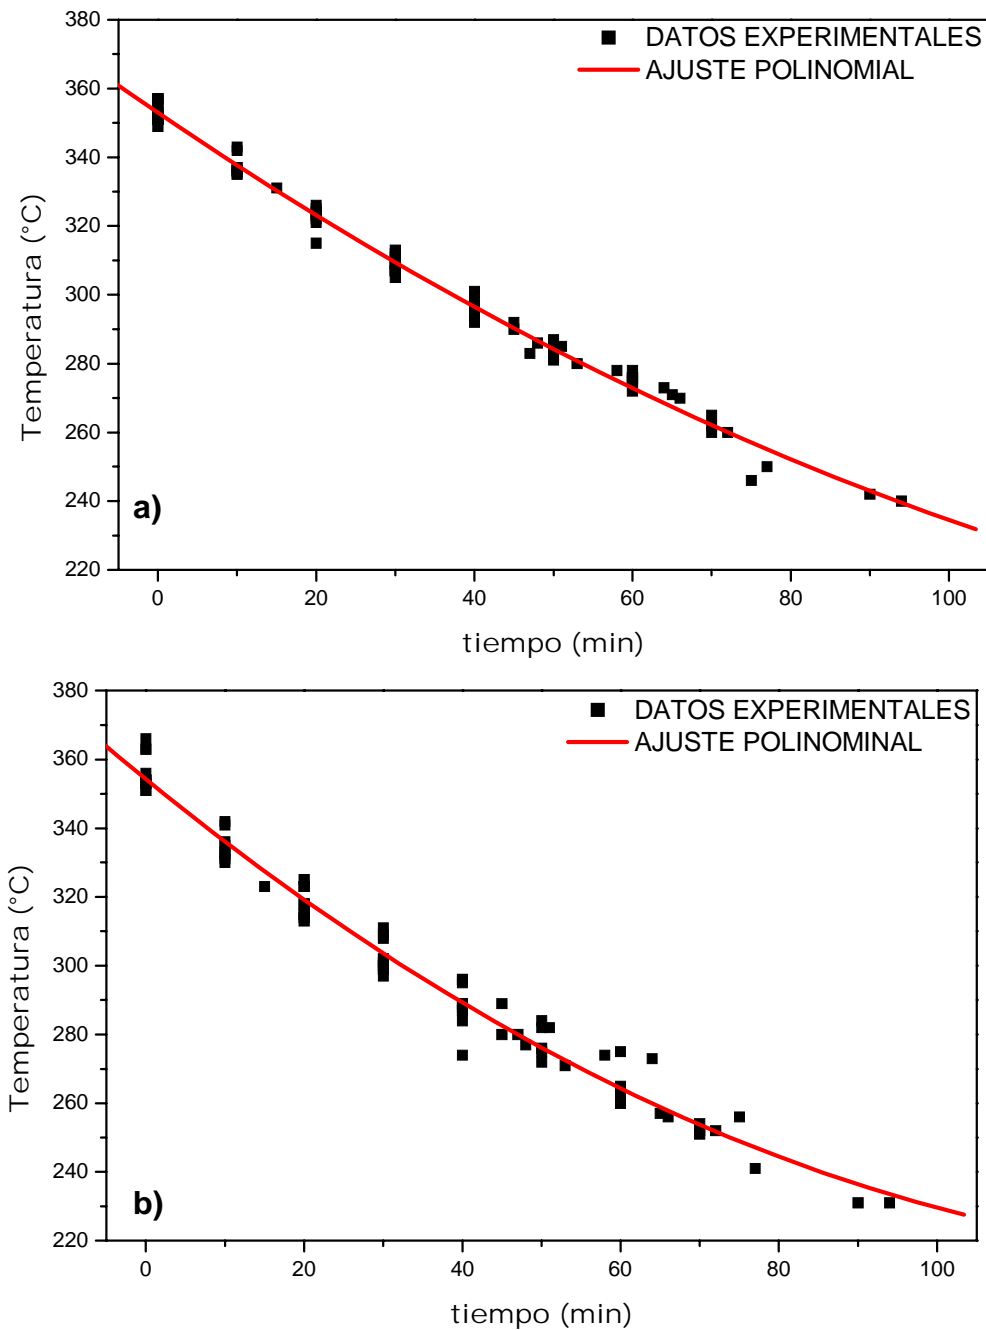 380
DATOS EXPERIMENTALES
AJUSTE POLINOMIAL
360
340
320
300
280
260
240
220
Temperatura (°C)
a)
0 20 40 60 80 100
tiempo (min)
380
DATOS EXPERIMENTALES
AJUSTE POLINOMINAL
360
340
320
300
280
260
240
220
Temperatura (°C)
b)
0 20 40 60 80 100
tiempo (min)